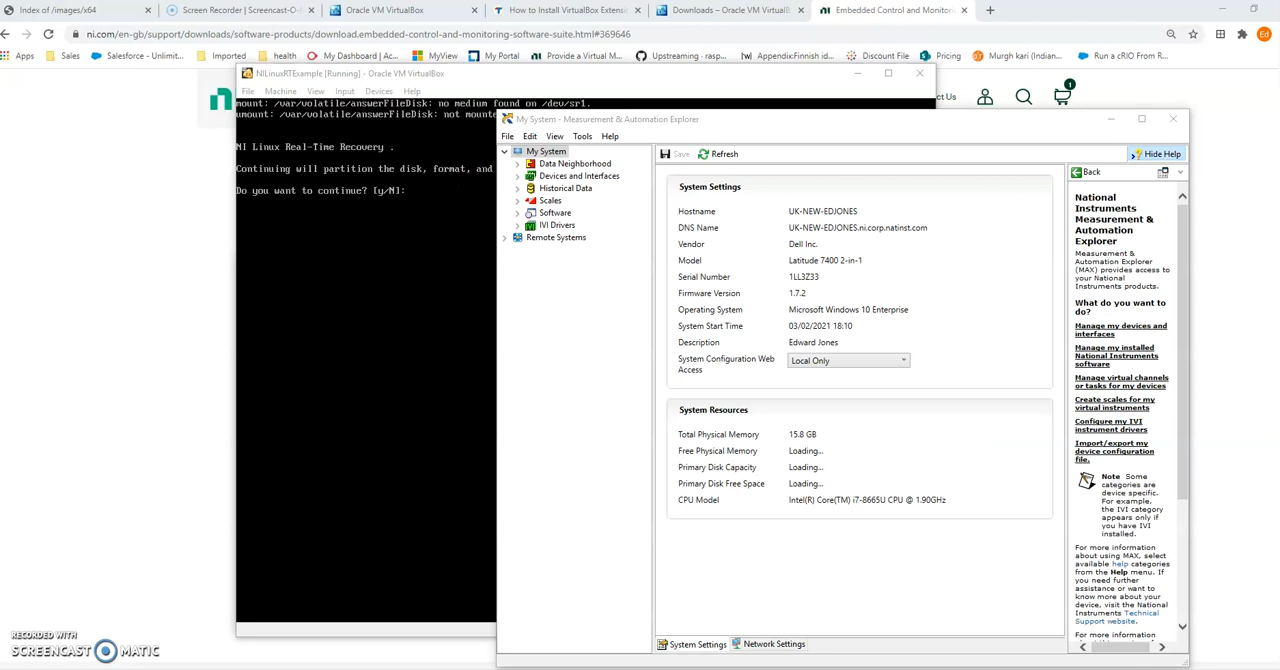 Index of /images/x64
Screen Recorder | Screencast-O-
Oracle VM VirtualBox
How to Install VirtualBox Extensi
Downloads – Oracle VM Virtual
Embedded Control and Monitorin
ni.com/en-gb/support/downloads/software-products/download.embedded-control-and-monitoring-software-suite.html#369646
Ed
Apps
Sales
Salesforce - Unlimit...
Imported
health
My Dashboard | Ac...
MyView
My Portal
Provide a Virtual M...
Upstreaming - rasp...
Appendix:Finnish id...
Discount File
Pricing
Murgh kari (Indian...
Run a cRIO From R...
NILinuxRTExample [Running] - Oracle VM VirtualBox
File
Machine
View
Input
Devices
Help
ct Us
1
mount: /var/volatile/answerFileDisk: no medium found on /dev/sr1.
umount: /var/volatile/answerFileDisk: not mounte
NI Linux Real-Time Recovery .
Continuing will partition the disk, format, and
Do you want to continue? [y/N]:
My System - Measurement & Automation Explorer
File
Edit
View
Tools
Help
My System
Data Neighborhood
Devices and Interfaces
Historical Data
Scales
Software
IVI Drivers
Remote Systems
Save
Refresh
Hide Help
System Settings
Hostname UK-NEW-EDJONES
DNS Name UK-NEW-EDJONES.ni.corp.natinst.com
Vendor Dell Inc.
Model Latitude 7400 2-in-1
Serial Number 1LL3Z33
Firmware Version 1.7.2
Operating System Microsoft Windows 10 Enterprise
System Start Time 03/02/2021 18:10
Description Edward Jones
System Configuration Web Local Only
Access
System Resources
Total Physical Memory 15.8 GB
Free Physical Memory Loading...
Primary Disk Capacity Loading...
Primary Disk Free Space Loading...
CPU Model Intel(R) Core(TM) i7-8665U CPU @ 1.90GHz
System Settings
Network Settings
Back
National
Instruments
Measurement &
Automation
Explorer
Measurement &
Automation Explorer
(MAX) provides access to
your National
Instruments products.
What do you want to
do?
Manage my devices and
interfaces
Manage my installed
National Instruments
software
Manage virtual channels
or tasks for my devices
Create scales for my
virtual instruments
Configure my IVI
instrument drivers
Import/export my
device configuration
file.
Note Some
categories are
device specific.
For example,
the IVI category
appears only if
you have IVI
installed.
For more information
about using MAX, select
available help categories
from the Help menu. If
you need further
assistance or want to
know more about your
device, visit the National
Instruments Technical
Support website.
For more information
RECORDED WITH
SCREENCAST MATIC